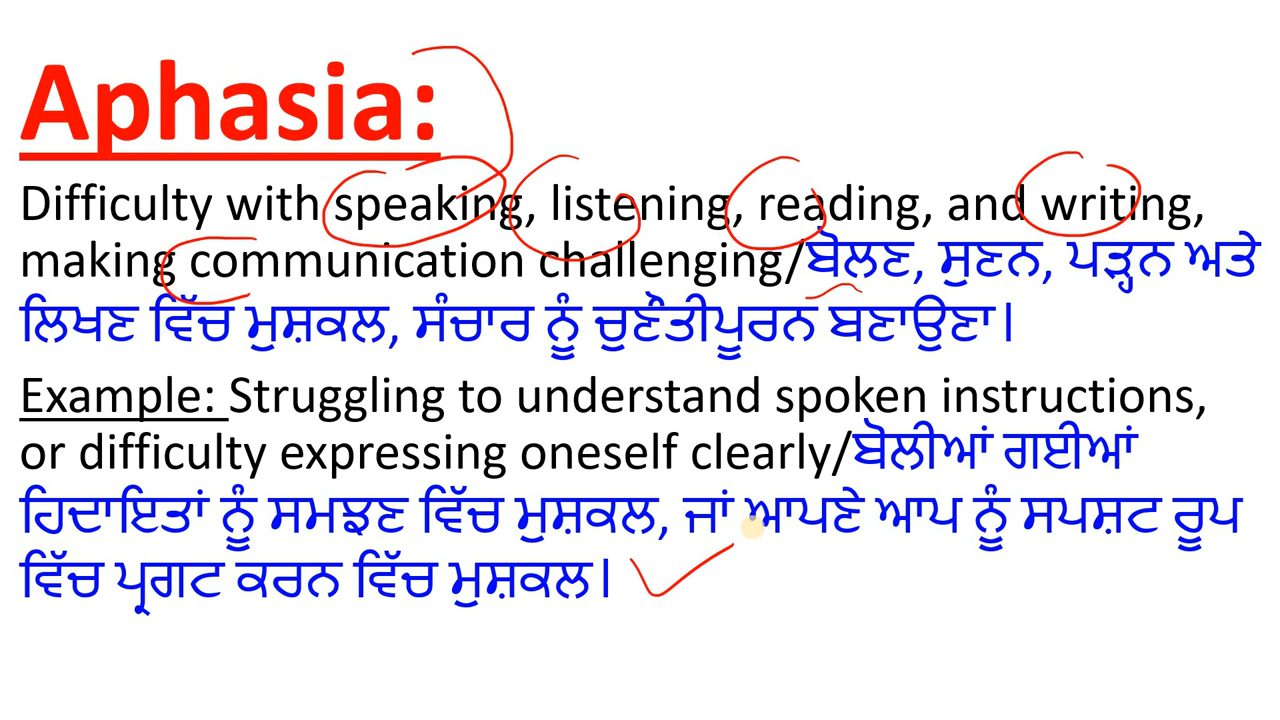 Aphasia:
Difficulty with speaking, listening, reading, and writing,
making communication challenging/ਬੋਲਣ, ਸੁਣਨ, ਪੜ੍ਹਨ ਅਤੇ
ਲਿਖਣ ਵਿੱਚ ਮੁਸ਼ਕਲ, ਸੰਚਾਰ ਨੂੰ ਚੁਣੌਤੀਪੂਰਨ ਬਣਾਉਣਾ।
Example: Struggling to understand spoken instructions,
or difficulty expressing oneself clearly/ਬੋਲੀਆਂ ਗਈਆਂ
ਹਿਦਾਇਤਾਂ ਨੂੰ ਸਮਝਣ ਵਿੱਚ ਮੁਸ਼ਕਲ, ਜਾਂ ਆਪਣੇ ਆਪ ਨੂੰ ਸਪਸ਼ਟ ਰੂਪ
ਵਿੱਚ ਪ੍ਰਗਟ ਕਰਨ ਵਿੱਚ ਮੁਸ਼ਕਲ।